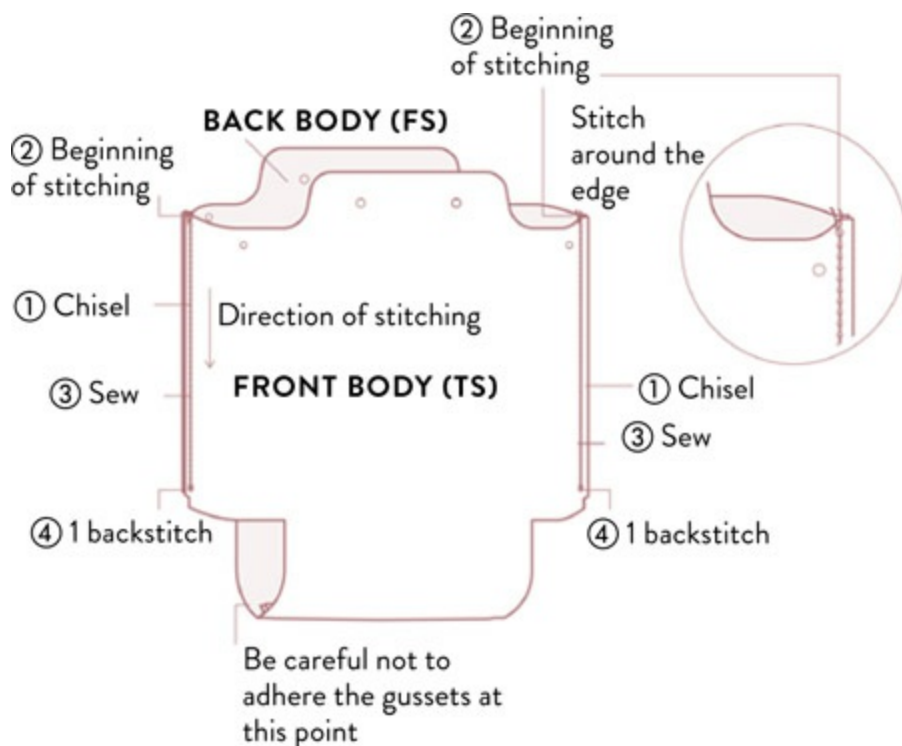 ② Beginning
of stitching
BACK BODY (FS)
Stitch
around the
edge
② Beginning
of stitching
① Chisel
Direction of stitching
③ Sew
FRONT BODY (TS)
① Chisel
③ Sew
④ 1 backstitch
④ 1 backstitch
Be careful not to
adhere the gussets at
this point